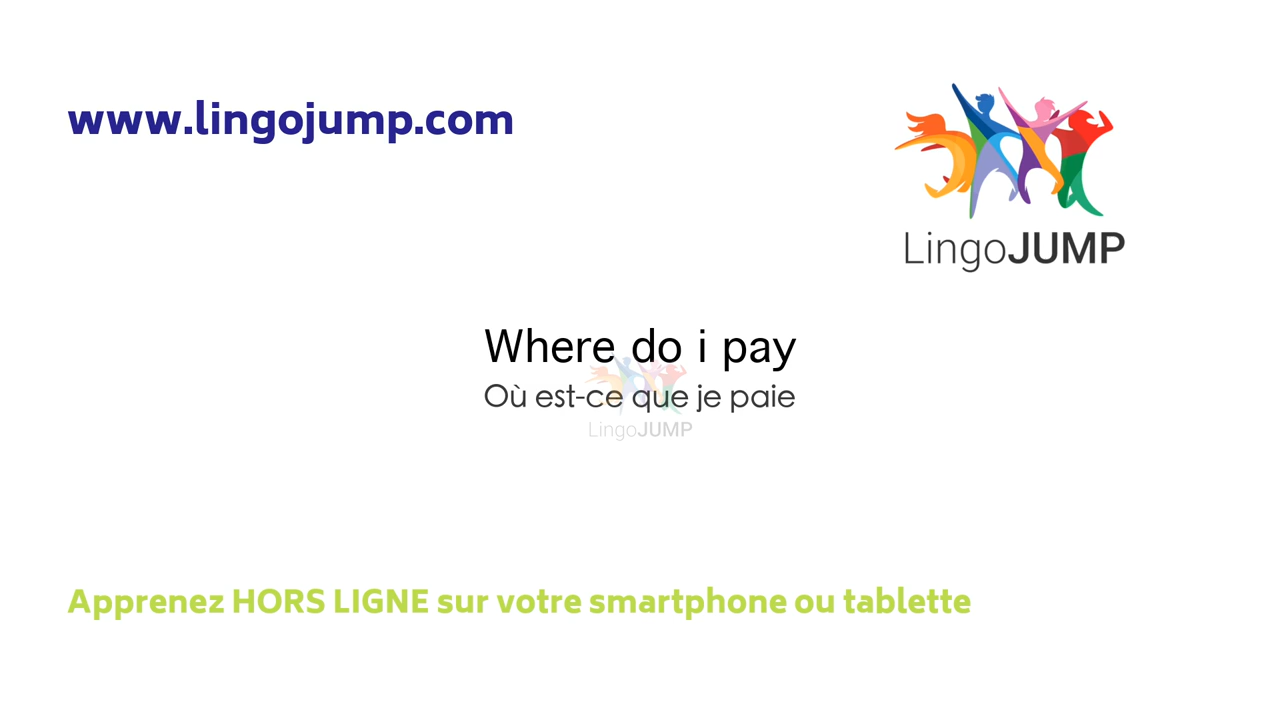 www.lingojump.com
LingoJUMP
Where do i pay
Où est-ce que je paie
LingoJUMP
Apprenez HORS LIGNE sur votre smartphone ou tablette